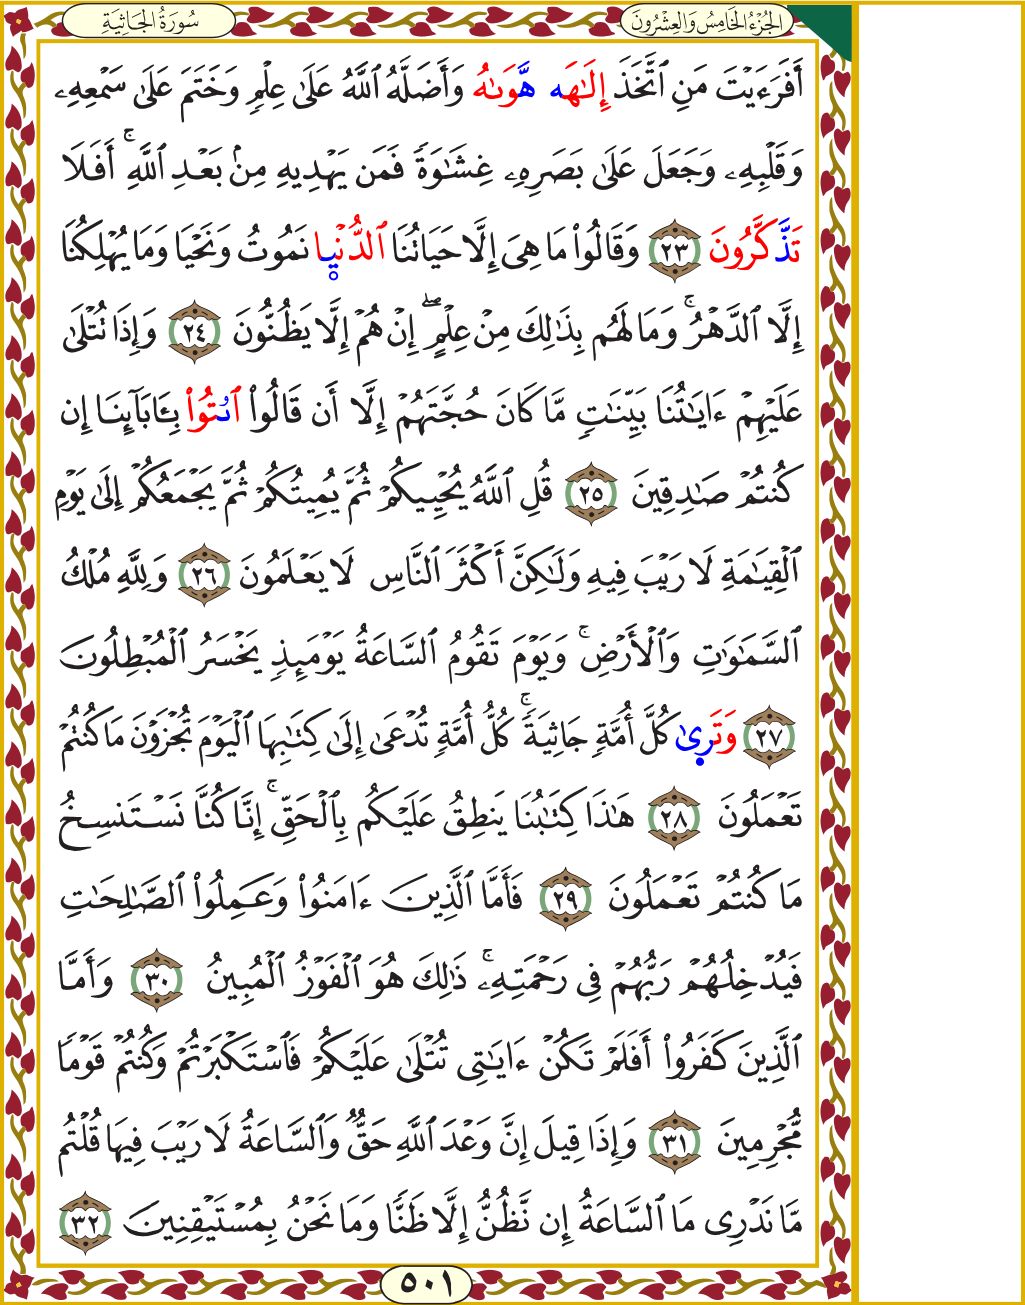 سُورَةُ الجَاثِيَةِ
الجُزْءُ الخَامِسُ وَالعِشْرُونَ
أَفَرَءَيْتَ مَنِ ٱتَّخَذَ إِلَٰهَه هَّوَىٰهُ وَأَضَلَّهُ ٱللَّهُ عَلَىٰ عِلْمٍ وَخَتَمَ عَلَىٰ سَمْعِهِۦ
وَقَلْبِهِۦ وَجَعَلَ عَلَىٰ بَصَرِهِۦ غِشَٰوَةً فَمَن يَهْدِيهِ مِنۢ بَعْدِ ٱللَّهِۚ أَفَلَا
تَذَّكَّرُونَ ٢٣ وَقَالُوا۟ مَا هِىَ إِلَّا حَيَاتُنَا ٱلدُّنْيِا نَمُوتُ وَنَحْيَا وَمَا يُهْلِكُنَا
إِلَّا ٱلدَّهْرُۚ وَمَا لَهُم بِذَٰلِكَ مِنْ عِلْمٍۖ إِنْ هُمْ إِلَّا يَظُنُّونَ ٢٤ وَإِذَا تُتْلَىٰ
عَلَيْهِمْ ءَايَٰتُنَا بَيِّنَٰتٍ مَّا كَانَ حُجَّتَهُمْ إِلَّا أَن قَالُوا۟ ٱئْتُوا۟ بِـَٔابَآئِنَا إِن
كُنتُمْ صَٰدِقِينَ ٢٥ قُلِ ٱللَّهُ يُحْيِيكُمْ ثُمَّ يُمِيتُكُمْ ثُمَّ يَجْمَعُكُمْ إِلَىٰ يَوْمِ
ٱلْقِيَٰمَةِ لَا رَيْبَ فِيهِ وَلَٰكِنَّ أَكْثَرَ ٱلنَّاسِ لَا يَعْلَمُونَ ٢٦ وَلِلَّهِ مُلْكُ
ٱلسَّمَٰوَٰتِ وَٱلْأَرْضِۚ وَيَوْمَ تَقُومُ ٱلسَّاعَةُ يَوْمَئِذٍ يَخْسَرُ ٱلْمُبْطِلُونَ
٢٧ وَتَرِىٰ كُلَّ أُمَّةٍ جَاثِيَةًۚ كُلُّ أُمَّةٍ تُدْعَىٰ إِلَىٰ كِتَٰبِهَا ٱلْيَوْمَ تُجْزَوْنَ مَا كُنتُمْ
تَعْمَلُونَ ٢٨ هَٰذَا كِتَٰبُنَا يَنطِقُ عَلَيْكُم بِٱلْحَقِّۚ إِنَّا كُنَّا نَسْتَنسِخُ
مَا كُنتُمْ تَعْمَلُونَ ٢٩ فَأَمَّا ٱلَّذِينَ ءَامَنُوا۟ وَعَمِلُوا۟ ٱلصَّٰلِحَٰتِ
فَيُدْخِلُهُمْ رَبُّهُمْ فِى رَحْمَتِهِۦۚ ذَٰلِكَ هُوَ ٱلْفَوْزُ ٱلْمُبِينُ ٣٠ وَأَمَّا
ٱلَّذِينَ كَفَرُوا۟ أَفَلَمْ تَكُنْ ءَايَٰتِى تُتْلَىٰ عَلَيْكُمْ فَٱسْتَكْبَرْتُمْ وَكُنتُمْ قَوْمًا
مُّجْرِمِينَ ٣١ وَإِذَا قِيلَ إِنَّ وَعْدَ ٱللَّهِ حَقٌّ وَٱلسَّاعَةُ لَا رَيْبَ فِيهَا قُلْتُم
مَّا نَدْرِى مَا ٱلسَّاعَةُ إِن نَّظُنُّ إِلَّا ظَنًّا وَمَا نَحْنُ بِمُسْتَيْقِنِينَ ٣٢
٥٠١